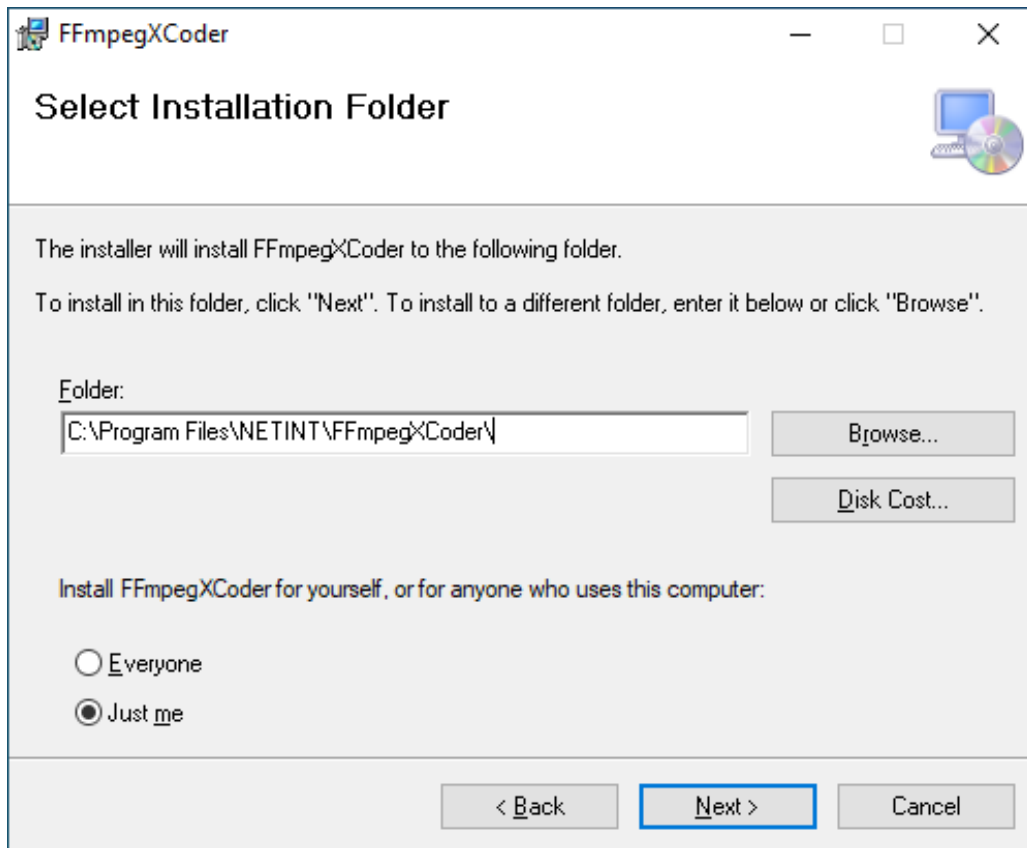 FFmpegXCoder
Select Installation Folder
The installer will install FFmpegXCoder to the following folder.
To install in this folder, click "Next". To install to a different folder, enter it below or click "Browse".
Folder:
C:\Program Files\NETINT\FFmpegXCoder\
Browse...
Disk Cost...
Install FFmpegXCoder for yourself, or for anyone who uses this computer:
Everyone
Just me
< Back
Next >
Cancel